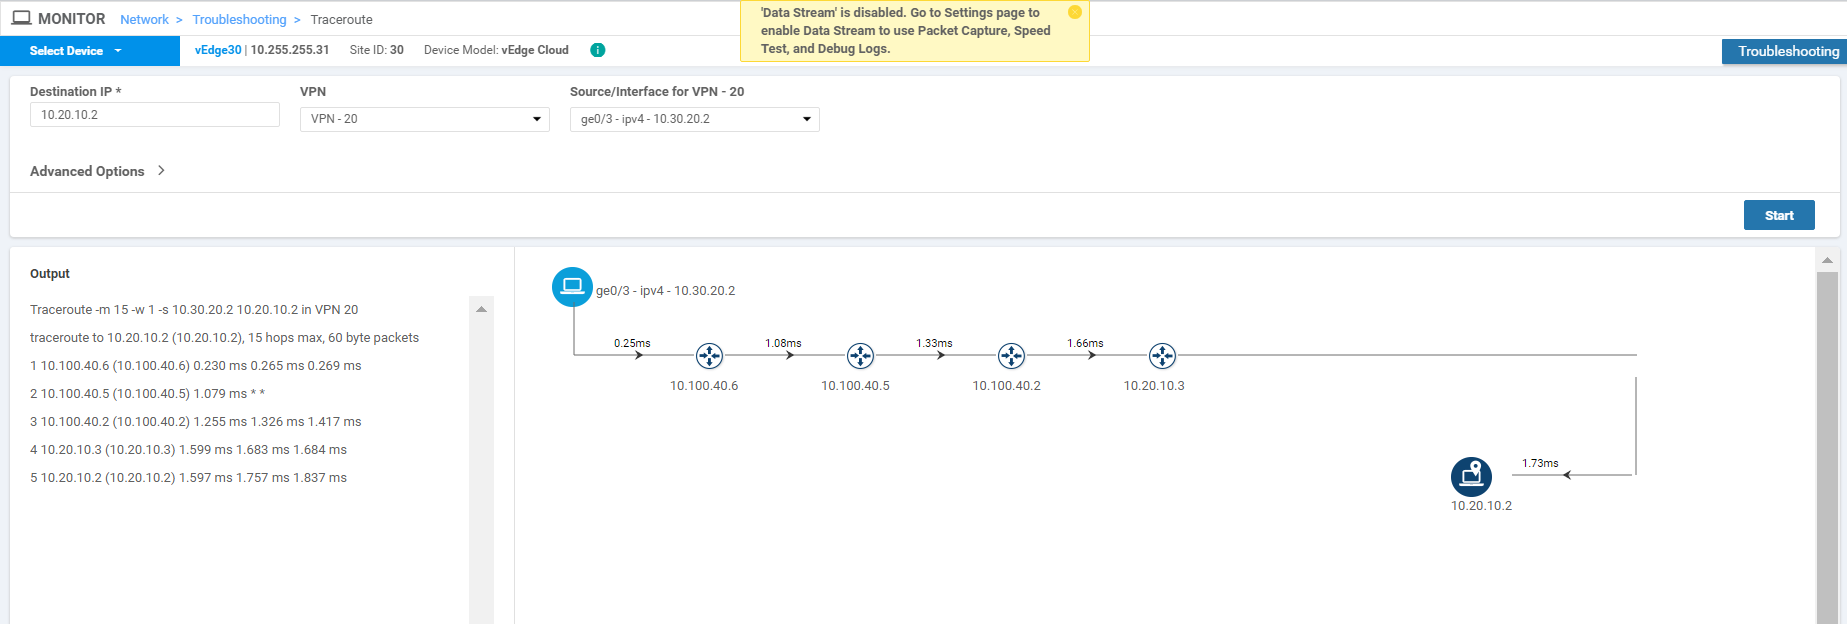 MONITOR Network > Troubleshooting > Traceroute
'Data Stream' is disabled. Go to Settings page to
enable Data Stream to use Packet Capture, Speed
Test, and Debug Logs.
Select Device vEdge30 | 10.255.255.31 Site ID: 30 Device Model: vEdge Cloud i
Troubleshooting
Destination IP * VPN Source/Interface for VPN - 20
10.20.10.2 VPN - 20 ge0/3 - ipv4 - 10.30.20.2
Advanced Options
Start
Output
Traceroute -m 15 -w 1 -s 10.30.20.2 10.20.10.2 in VPN 20
traceroute to 10.20.10.2 (10.20.10.2), 15 hops max, 60 byte packets
1 10.100.40.6 (10.100.40.6) 0.230 ms 0.265 ms 0.269 ms
2 10.100.40.5 (10.100.40.5) 1.079 ms * *
3 10.100.40.2 (10.100.40.2) 1.255 ms 1.326 ms 1.417 ms
4 10.20.10.3 (10.20.10.3) 1.599 ms 1.683 ms 1.684 ms
5 10.20.10.2 (10.20.10.2) 1.597 ms 1.757 ms 1.837 ms
ge0/3 - ipv4 - 10.30.20.2
0.25ms 1.08ms 1.33ms 1.66ms
10.100.40.6 10.100.40.5 10.100.40.2 10.20.10.3
1.73ms
10.20.10.2